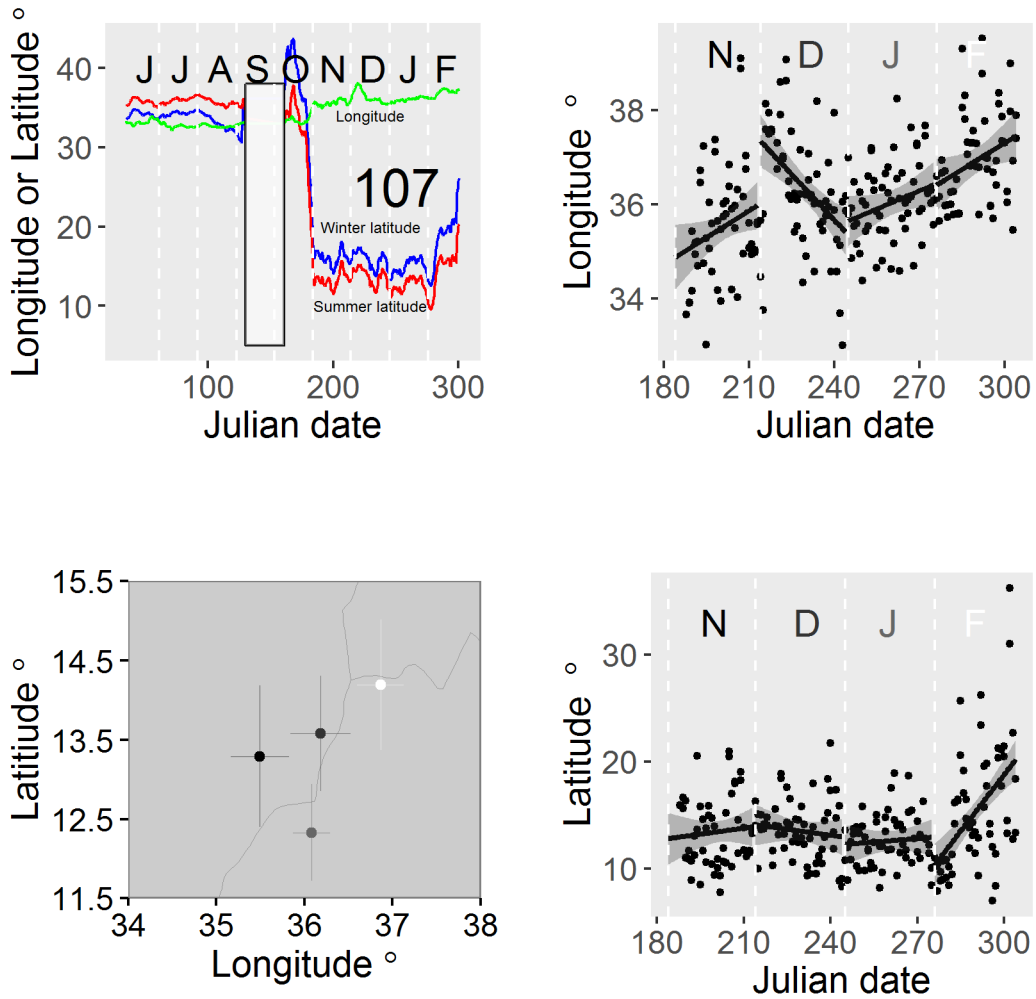 Longitude or Latitude °
40
30
20
10
J J A S O N D J F
Longitude
107
Winter latitude
Summer latitude
100 200 300
Julian date
Longitude °
38
36
34
N D J F
180 210 240 270 300
Julian date
Latitiude °
15.5
14.5
13.5
12.5
11.5
34 35 36 37 38
Longitude °
Latitude °
30
20
10
N D J F
180 210 240 270 300
Julian date